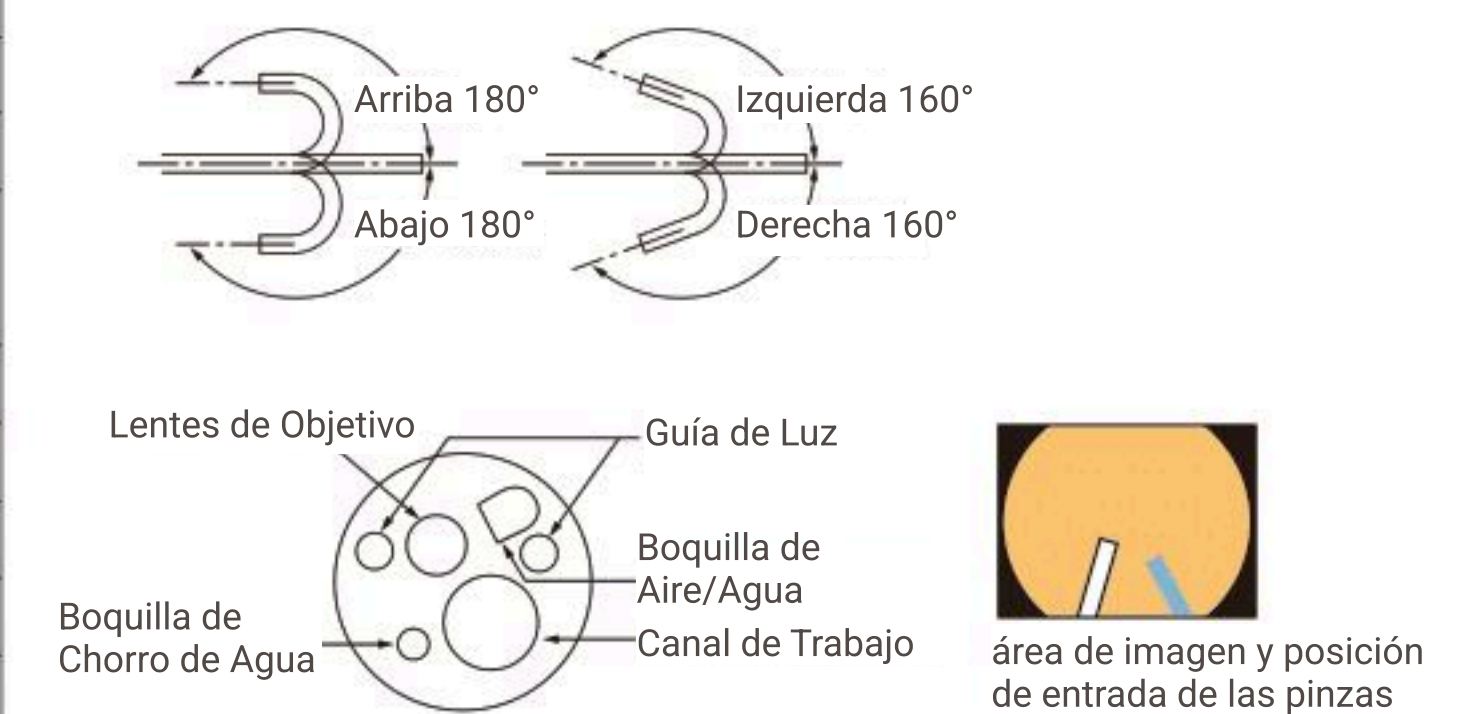 Arriba 180°
Izquierda 160°
Abajo 180°
Derecha 160°
Lentes de Objetivo
Guía de Luz
Boquilla de
Aire/Agua
Boquilla de
Chorro de Agua
Canal de Trabajo
área de imagen y posición
de entrada de las pinzas